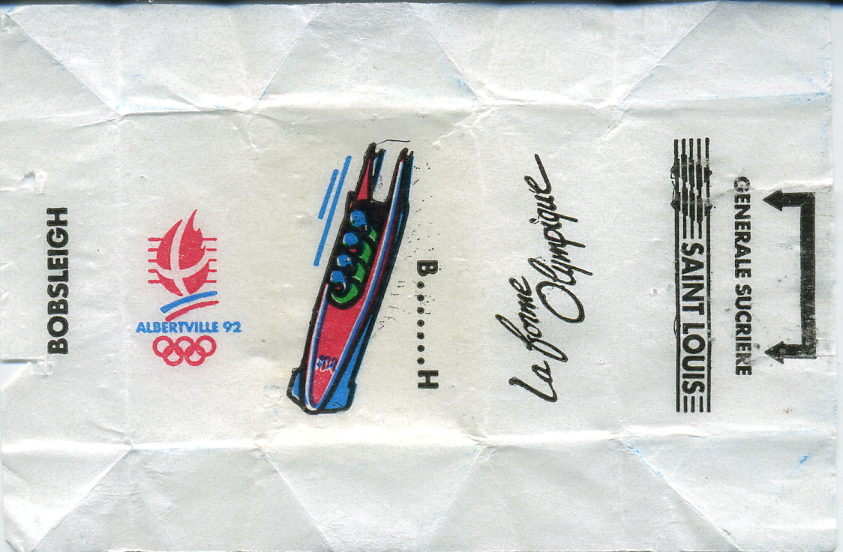 BOBSLEIGH
ALBERTVILLE 92
B.......H
La forme
Olympique
SAINT LOUIS
GENERALE SUCRIERE